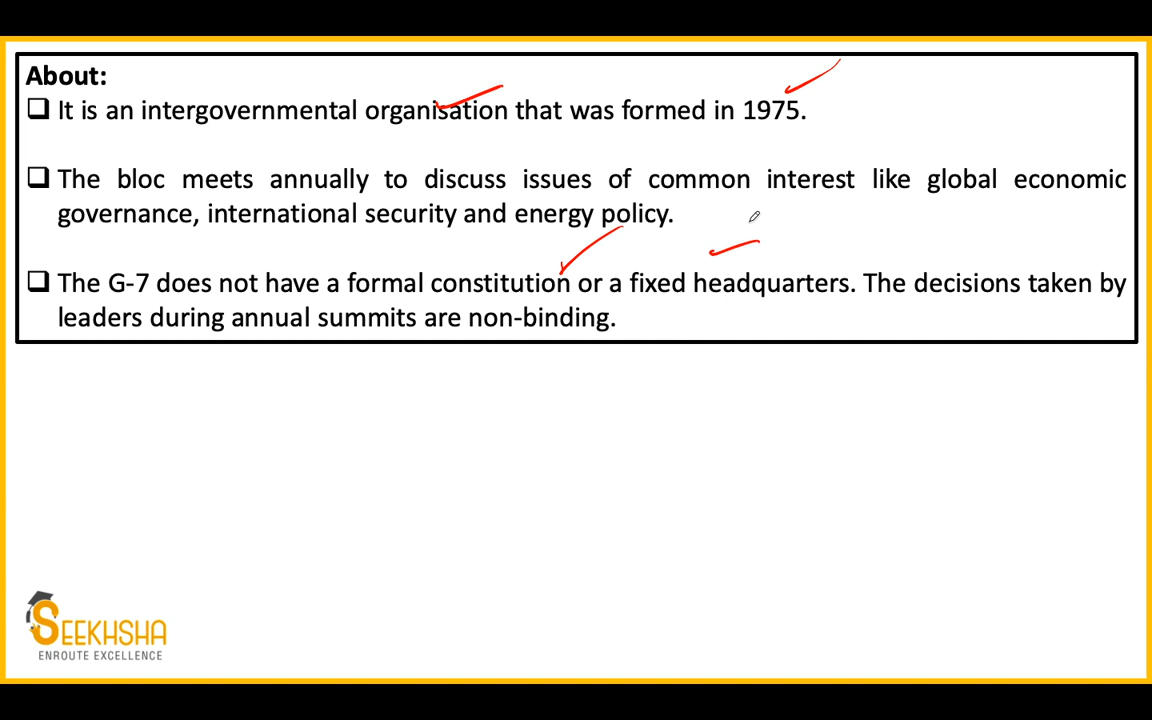 About:
❑ It is an intergovernmental organisation that was formed in 1975.
❑ The bloc meets annually to discuss issues of common interest like global economic
governance, international security and energy policy.
❑ The G-7 does not have a formal constitution or a fixed headquarters. The decisions taken by
leaders during annual summits are non-binding.
SEEKHSHA
ENROUTE EXCELLENCE